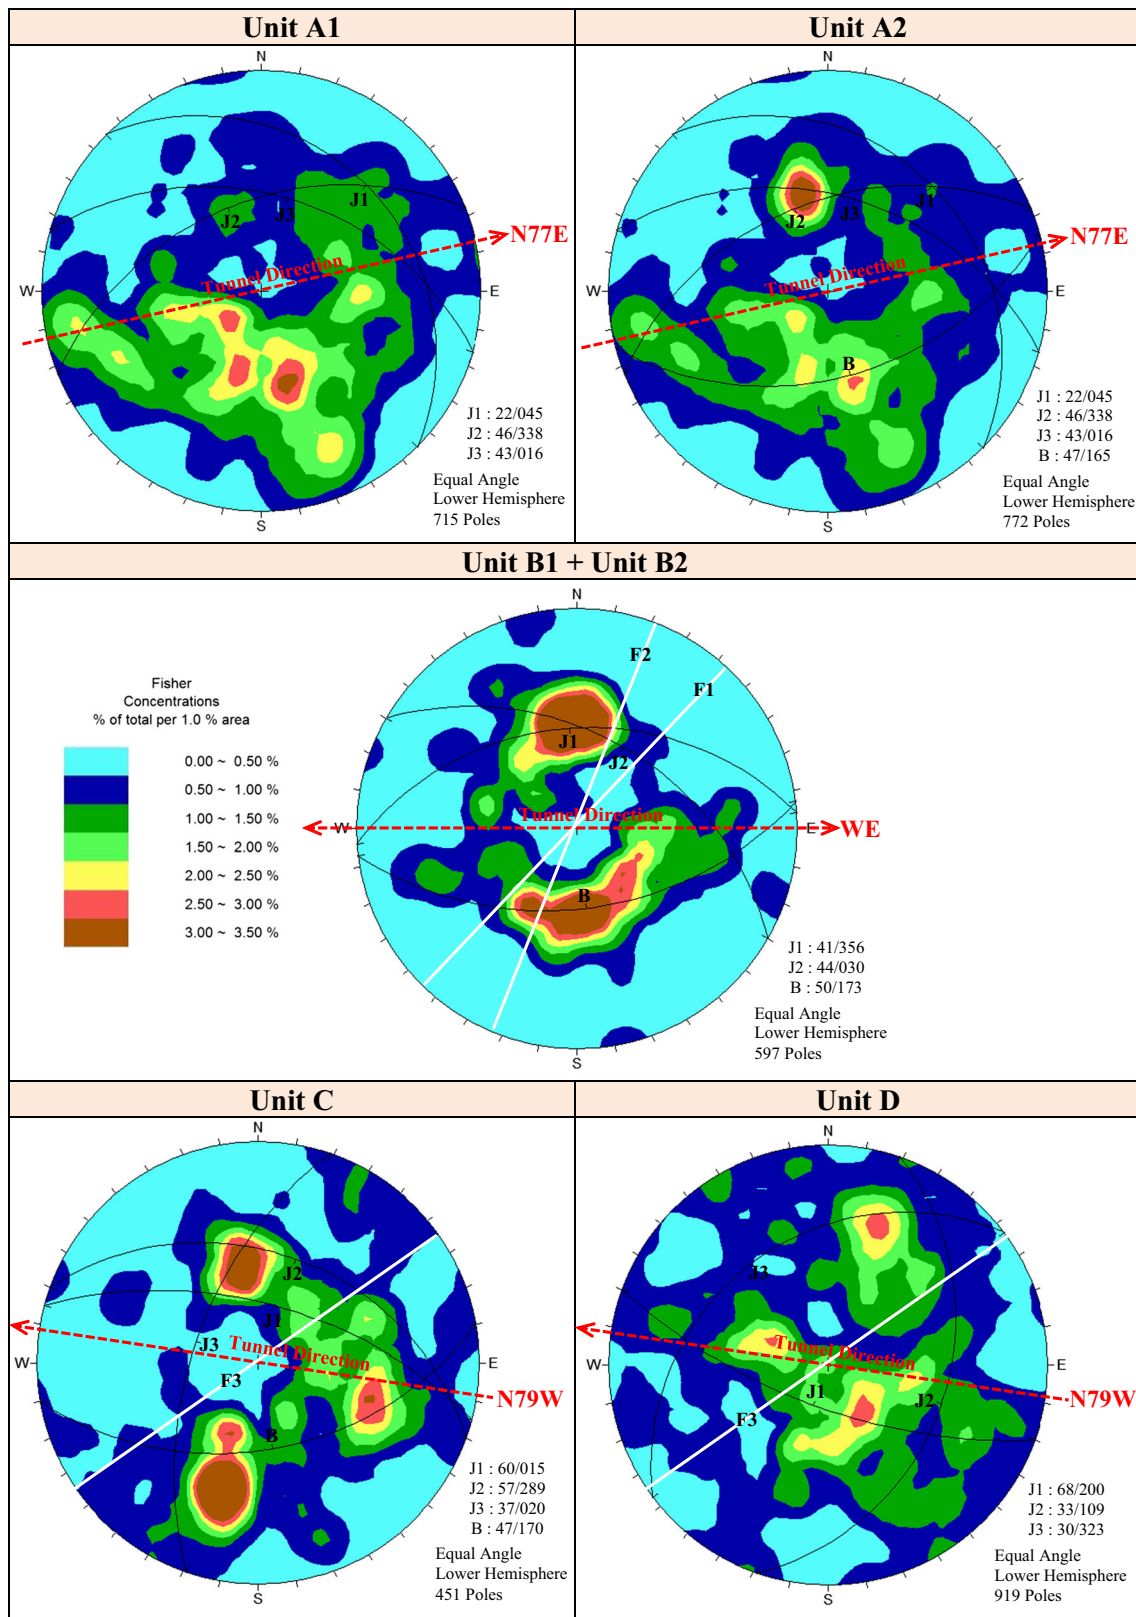 Unit A1
N
J1
J2
J3
N77E
Tunnel Direction
W
E
J1 : 22/045
J2 : 46/338
J3 : 43/016
Equal Angle
Lower Hemisphere
715 Poles
S
Unit A2
N
J1
J2
J3
N77E
Tunnel Direction
W
E
B
J1 : 22/045
J2 : 46/338
J3 : 43/016
B : 47/165
Equal Angle
Lower Hemisphere
772 Poles
S
Unit B1 + Unit B2
Fisher
Concentrations
% of total per 1.0 % area
0.00 ~ 0.50 %
0.50 ~ 1.00 %
1.00 ~ 1.50 %
1.50 ~ 2.00 %
2.00 ~ 2.50 %
2.50 ~ 3.00 %
3.00 ~ 3.50 %
N
F2
F1
J1
J2
Tunnel Direction
W
E
WE
B
J1 : 41/356
J2 : 44/030
B : 50/173
Equal Angle
Lower Hemisphere
597 Poles
S
Unit C
N
J2
J1
J3
Tunnel Direction
W
E
F3
N79W
B
J1 : 60/015
J2 : 57/289
J3 : 37/020
B : 47/170
Equal Angle
Lower Hemisphere
451 Poles
S
Unit D
N
J3
Tunnel Direction
W
E
J1
J2
N79W
F3
J1 : 68/200
J2 : 33/109
J3 : 30/323
Equal Angle
Lower Hemisphere
919 Poles
S